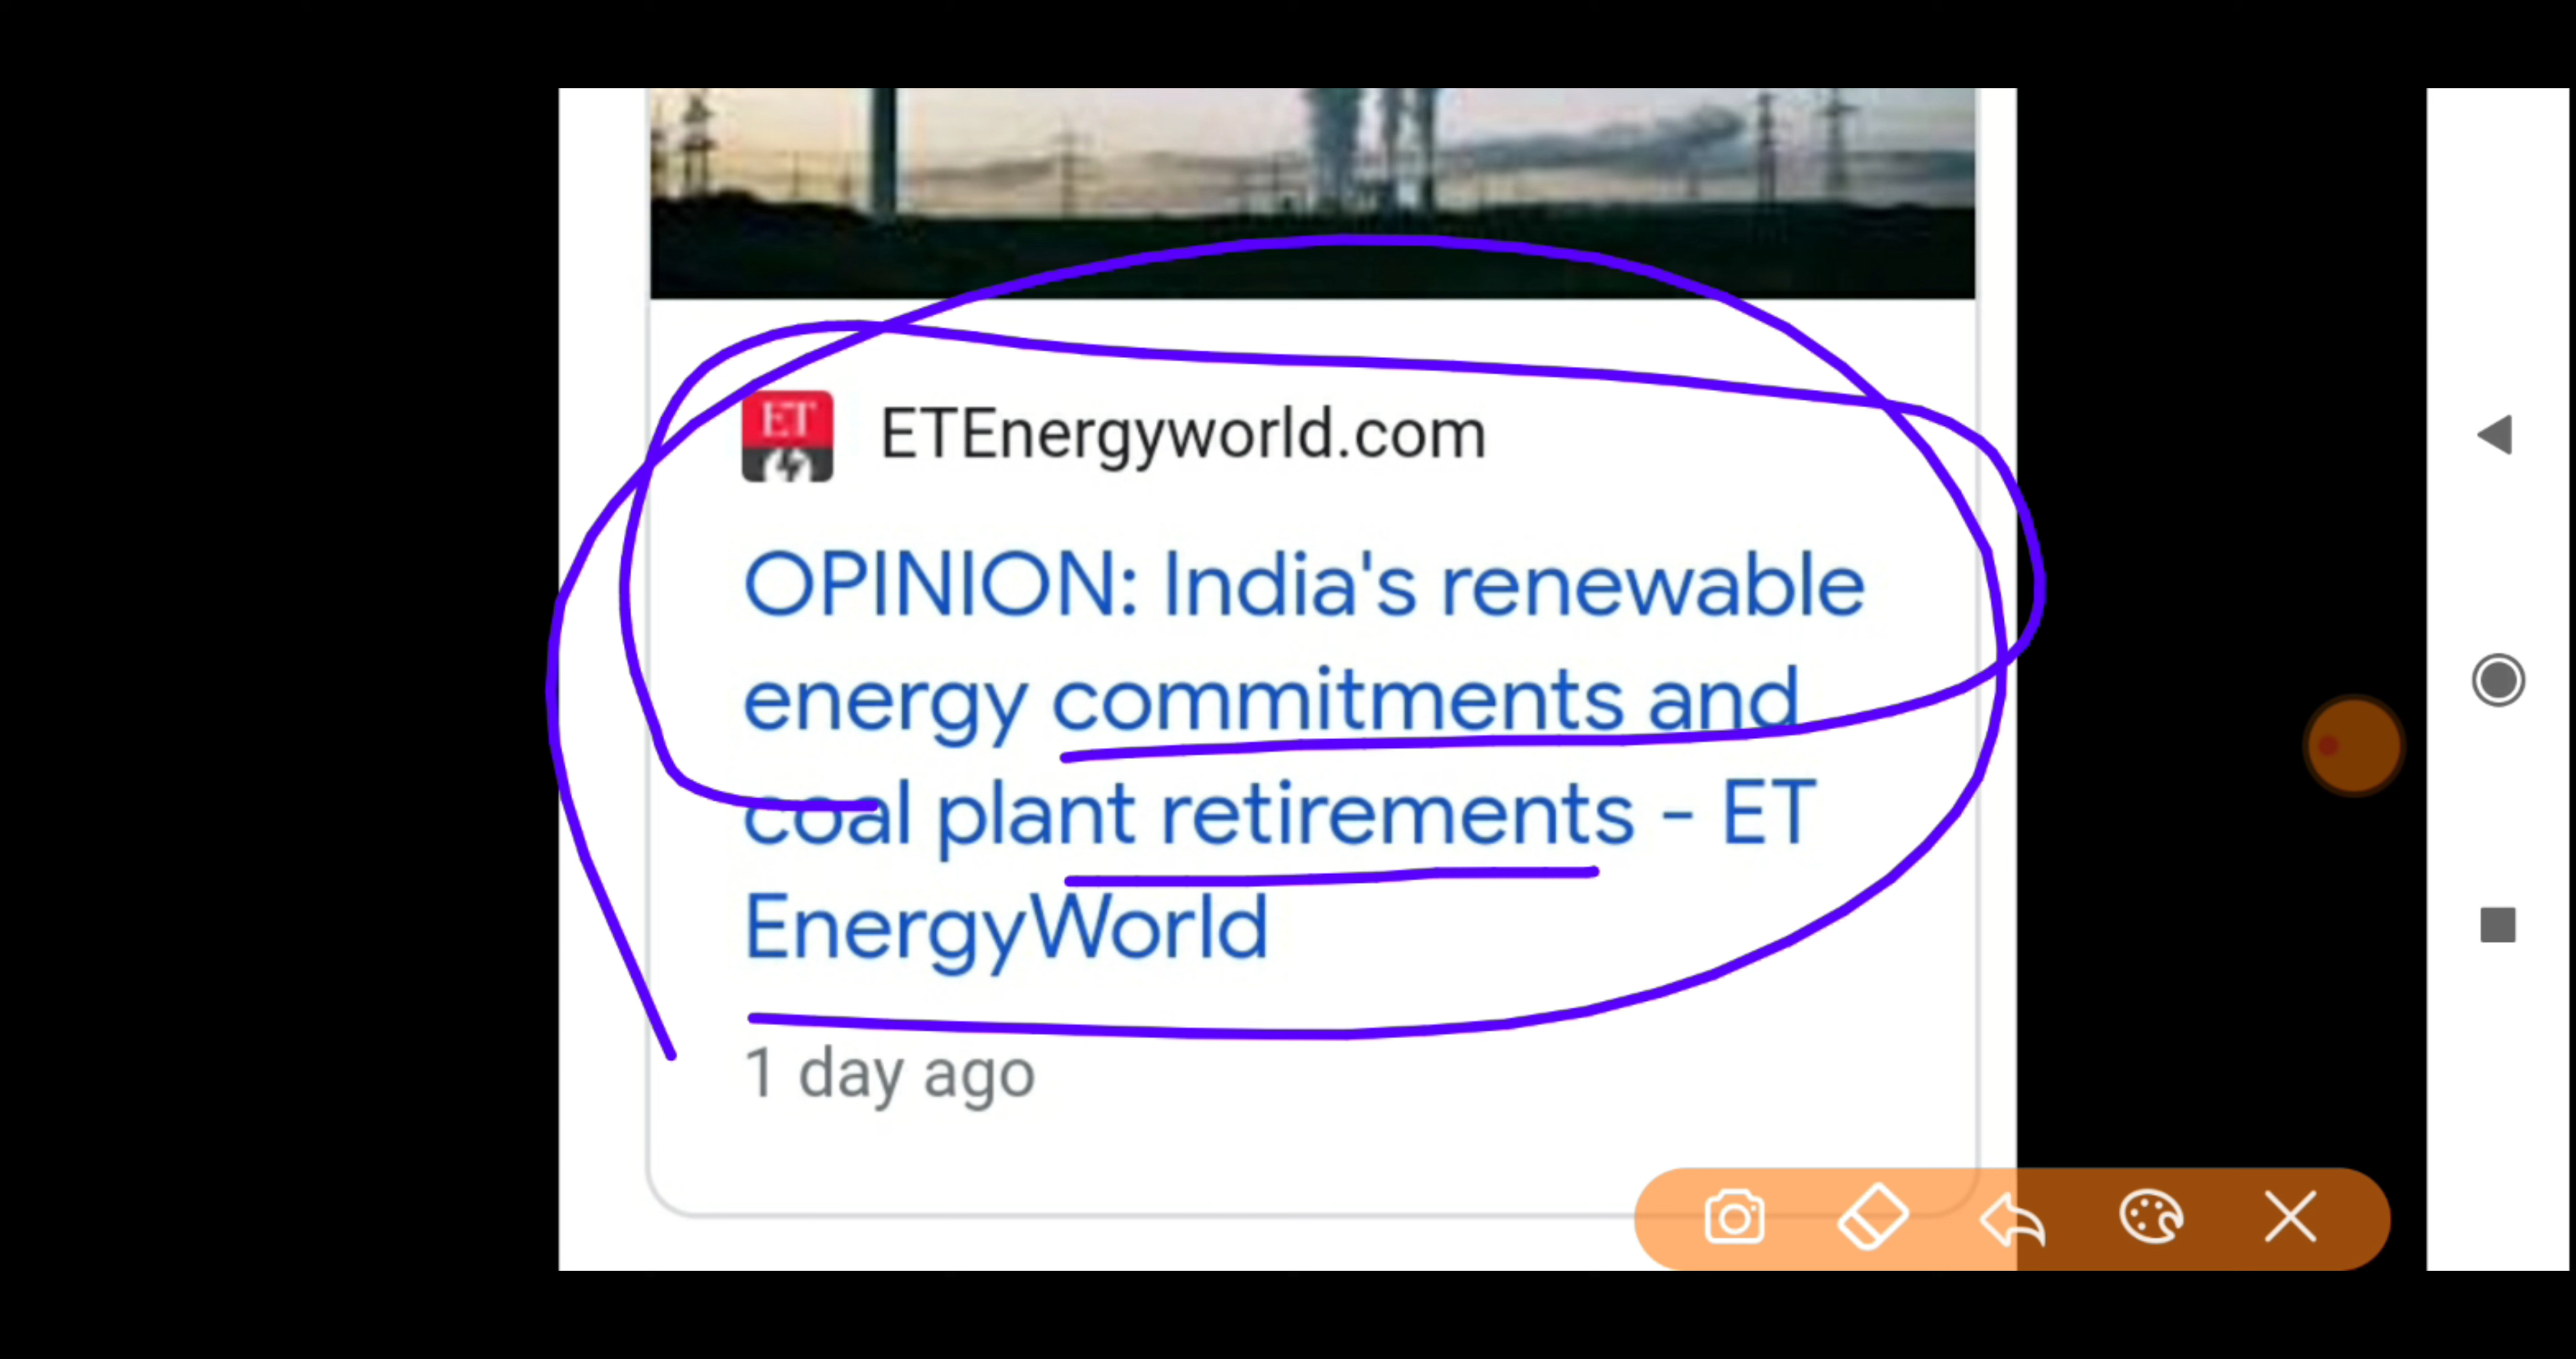 ET
ETEnergyworld.com
OPINION: India's renewable
energy commitments and
coal plant retirements - ET
EnergyWorld
1 day ago